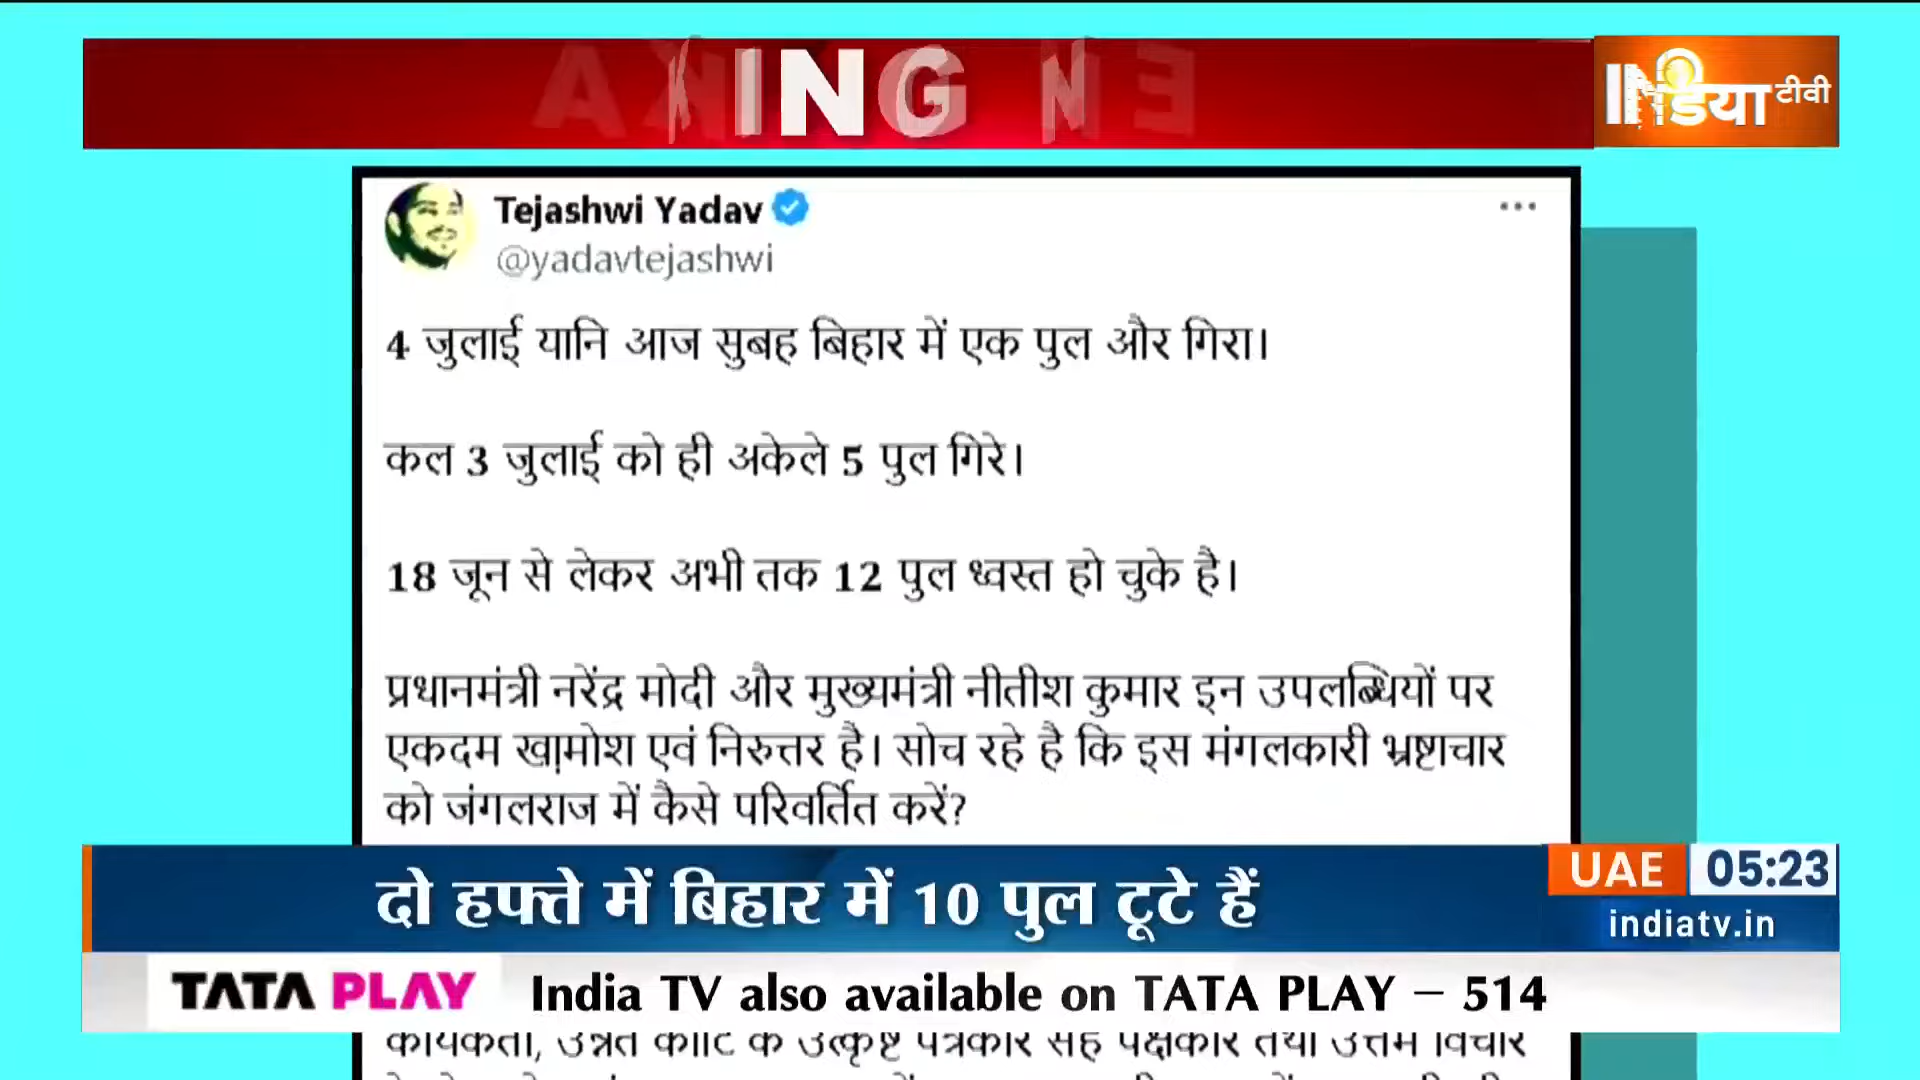 ING
इंडिया टीवी
Tejashwi Yadav
@yadavtejashwi
4 जुलाई यानि आज सुबह बिहार में एक पुल और गिरा।
कल 3 जुलाई को ही अकेले 5 पुल गिरे।
18 जून से लेकर अभी तक 12 पुल ध्वस्त हो चुके है।
प्रधानमंत्री नरेंद्र मोदी और मुख्यमंत्री नीतीश कुमार इन उपलब्धियों पर
एकदम खा़मोश एवं निरुत्तर है। सोच रहे है कि इस मंगलकारी भ्रष्टाचार
को जंगलराज में कैसे परिवर्तित करें?
दो हफ्ते में बिहार में 10 पुल टूटे हैं
UAE 05:23
indiatv.in
TATA PLAY India TV also available on TATA PLAY – 514
कार्यकर्ता, उन्नत कोटि के उत्कृष्ट पत्रकार सह पक्षकार तथा उत्तम विचार